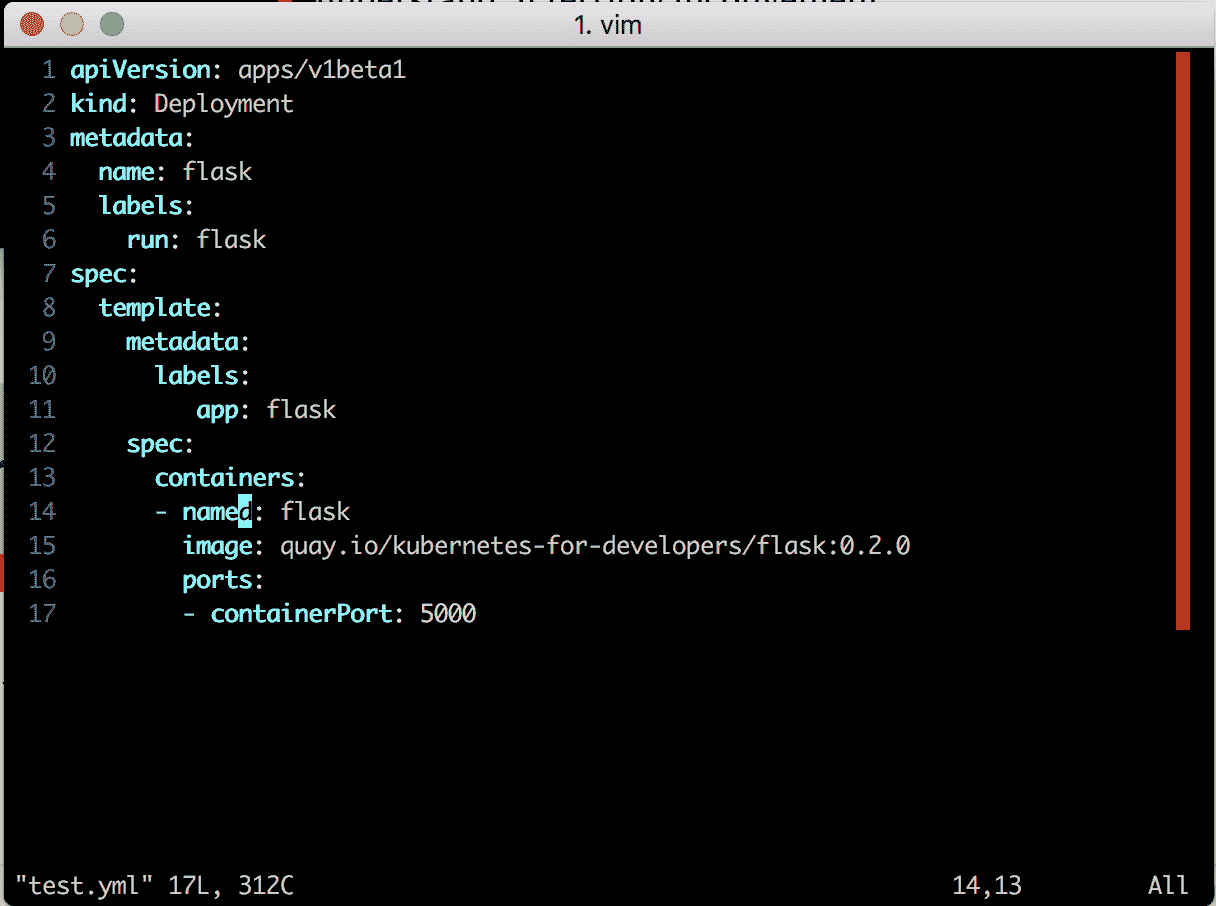 1. vim
1 apiVersion: apps/v1beta1
2 kind: Deployment
3 metadata:
4   name: flask
5   labels:
6     run: flask
7 spec:
8   template:
9     metadata:
10       labels:
11          app: flask
12     spec:
13       containers:
14       - named: flask
15         image: quay.io/kubernetes-for-developers/flask:0.2.0
16         ports:
17         - containerPort: 5000
"test.yml" 17L, 312C 14,13 All